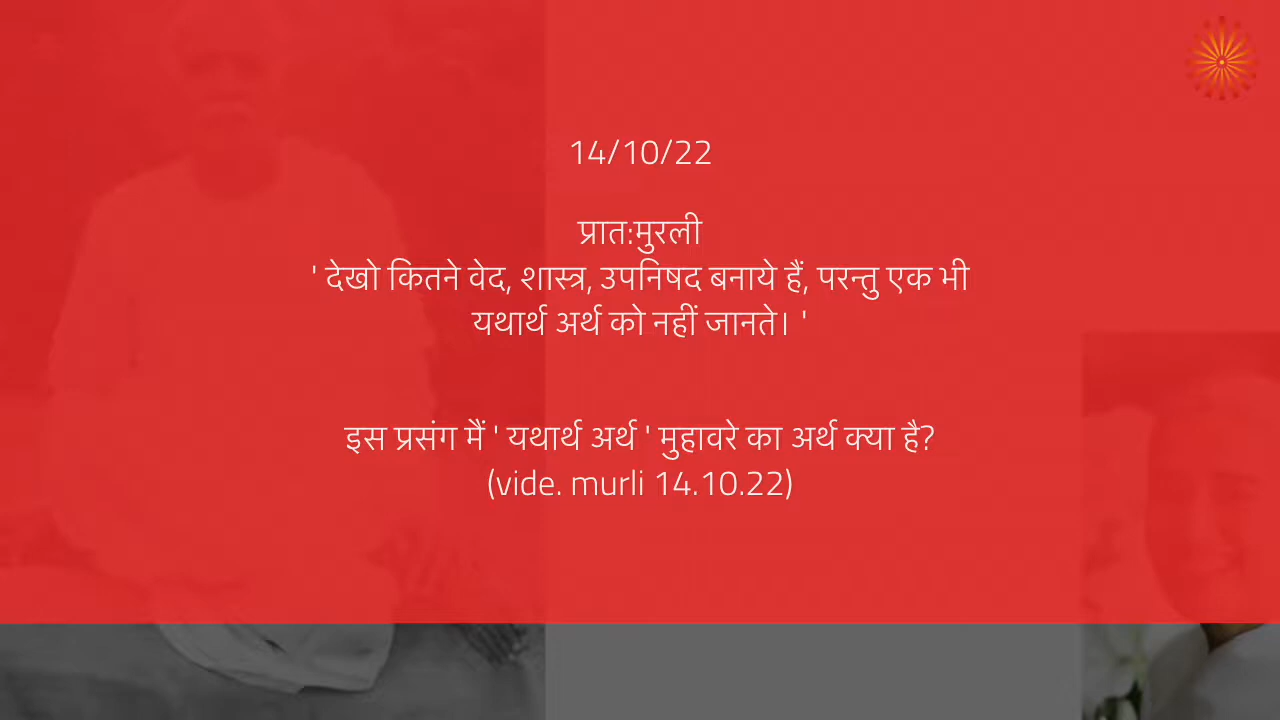 14/10/22
प्रात:मुरली
' देखो कितने वेद, शास्त्र, उपनिषद बनाये हैं, परन्तु एक भी
यथार्थ अर्थ को नहीं जानते। '
इस प्रसंग मैं ' यथार्थ अर्थ ' मुहावरे का अर्थ क्या है?
(vide. murli 14.10.22)